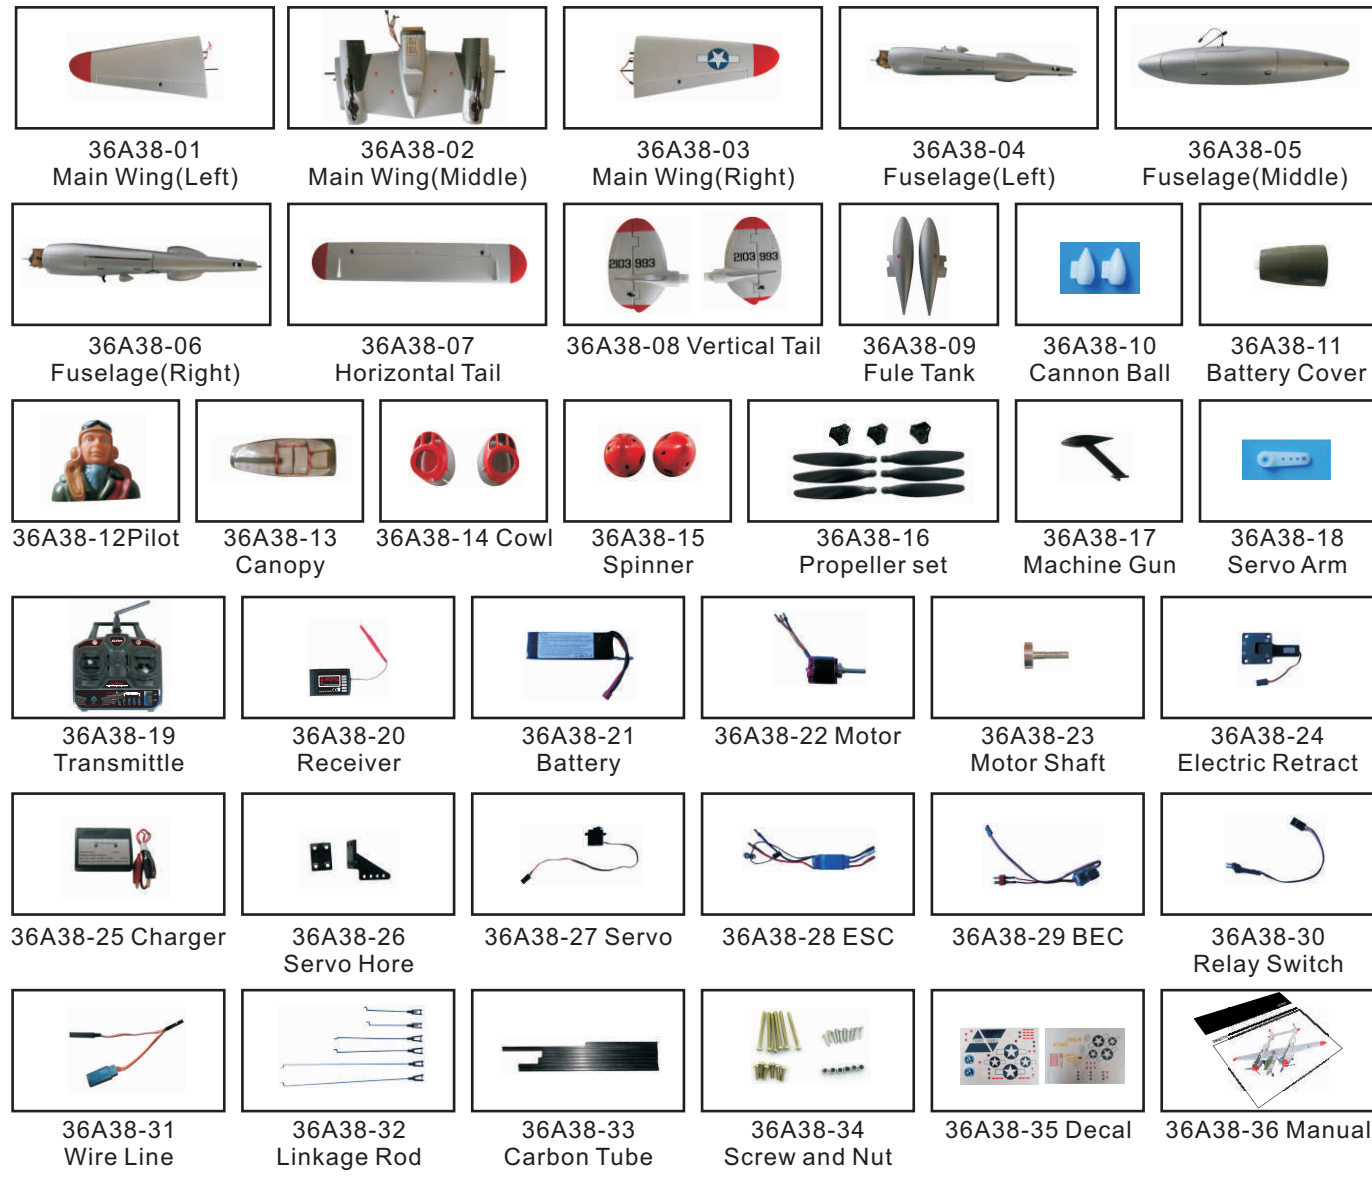 36A38-01
Main Wing(Left)
36A38-02
Main Wing(Middle)
36A38-03
Main Wing(Right)
36A38-04
Fuselage(Left)
36A38-05
Fuselage(Middle)
2103 993
2103 993
36A38-06
Fuselage(Right)
36A38-07
Horizontal Tail
36A38-08 Vertical Tail
36A38-09
Fule Tank
36A38-10
Cannon Ball
36A38-11
Battery Cover
36A38-12Pilot
36A38-13
Canopy
36A38-14 Cowl
36A38-15
Spinner
36A38-16
Propeller set
36A38-17
Machine Gun
36A38-18
Servo Arm
36A38-19
Transmittle
36A38-20
Receiver
36A38-21
Battery
36A38-22 Motor
36A38-23
Motor Shaft
36A38-24
Electric Retract
36A38-25 Charger
36A38-26
Servo Hore
36A38-27 Servo
36A38-28 ESC
36A38-29 BEC
36A38-30
Relay Switch
36A38-31
Wire Line
36A38-32
Linkage Rod
36A38-33
Carbon Tube
36A38-34
Screw and Nut
36A38-35 Decal
36A38-36 Manual